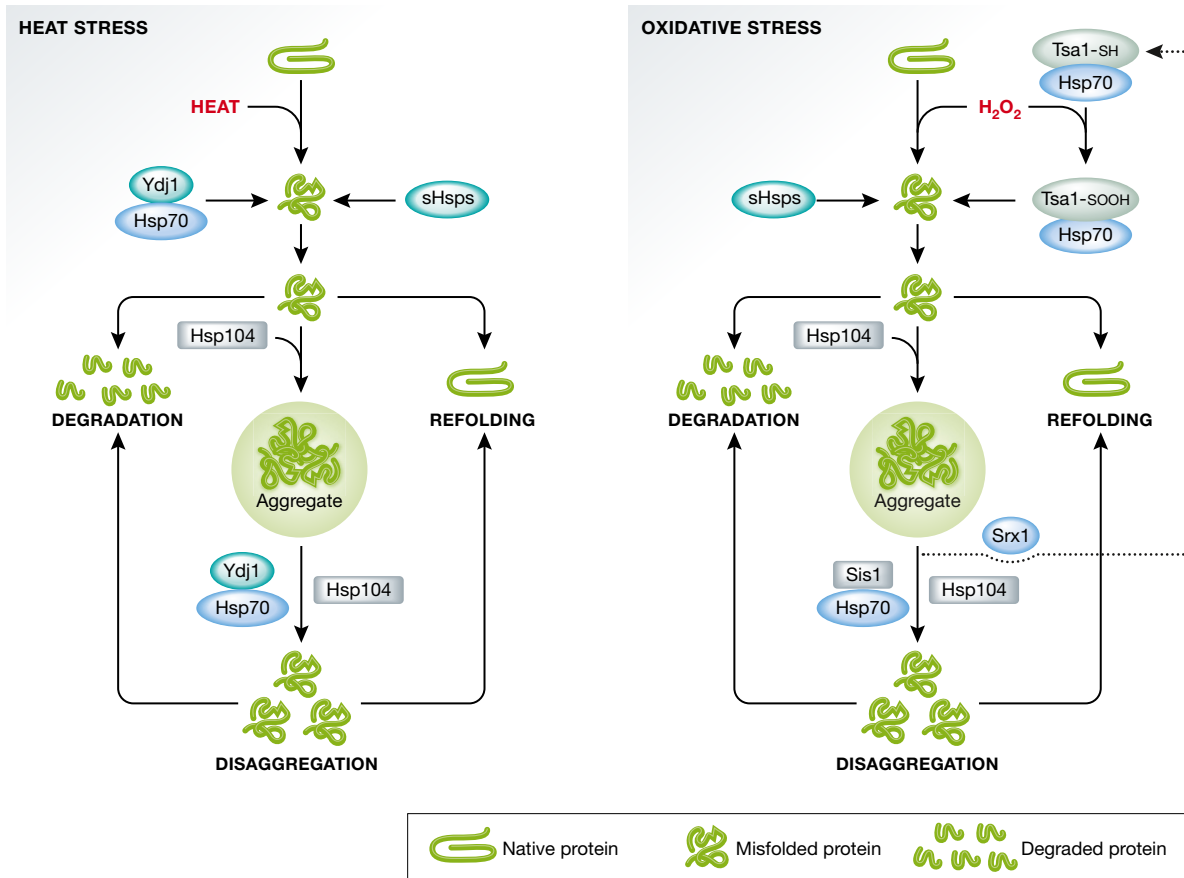 HEAT STRESS
HEAT
Ydj1
Hsp70
sHsps
Hsp104
DEGRADATION
REFOLDING
Aggregate
Ydj1
Hsp70
Hsp104
DISAGGREGATION
OXIDATIVE STRESS
Tsa1-SH
Hsp70
H₂O₂
sHsps
Tsa1-SOOH
Hsp70
Hsp104
DEGRADATION
REFOLDING
Aggregate
Srx1
Sis1
Hsp70
Hsp104
DISAGGREGATION
Native protein
Misfolded protein
Degraded protein